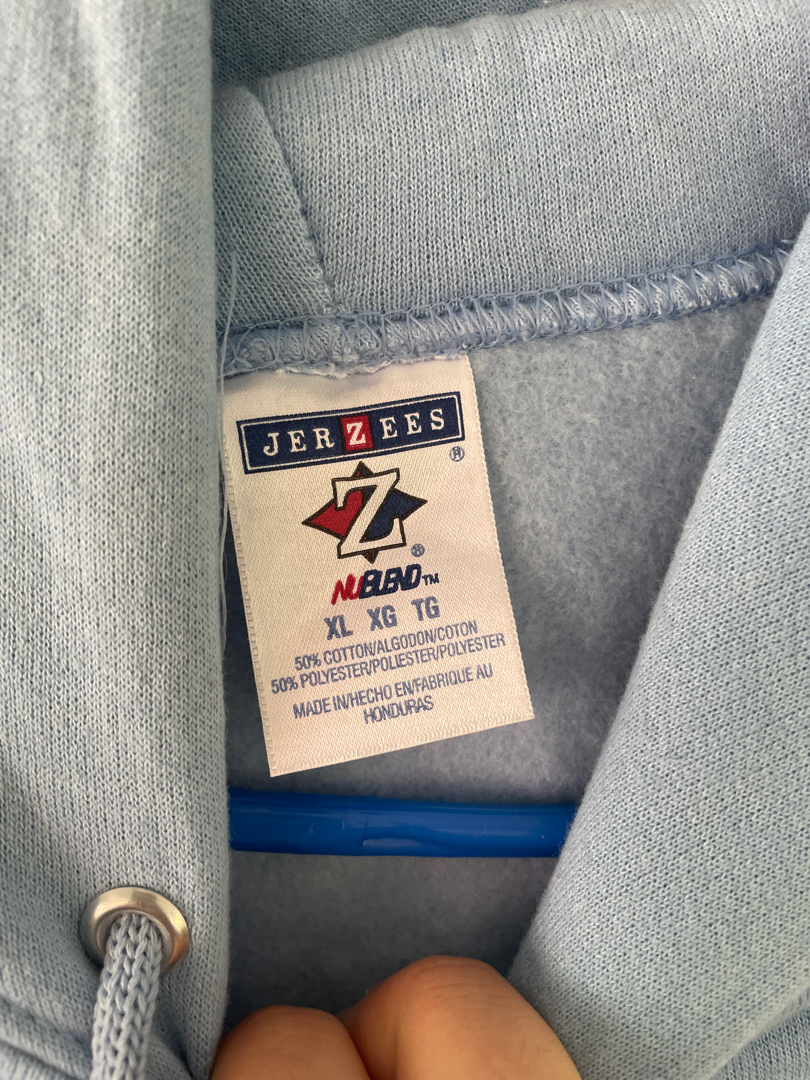 JERZEES
®
Z
®
NUBLEND™
XL XG TG
50% COTTON/ALGODON/COTON
50% POLYESTER/POLIESTER/POLYESTER
MADE IN/HECHO EN/FABRIQUE AU
HONDURAS